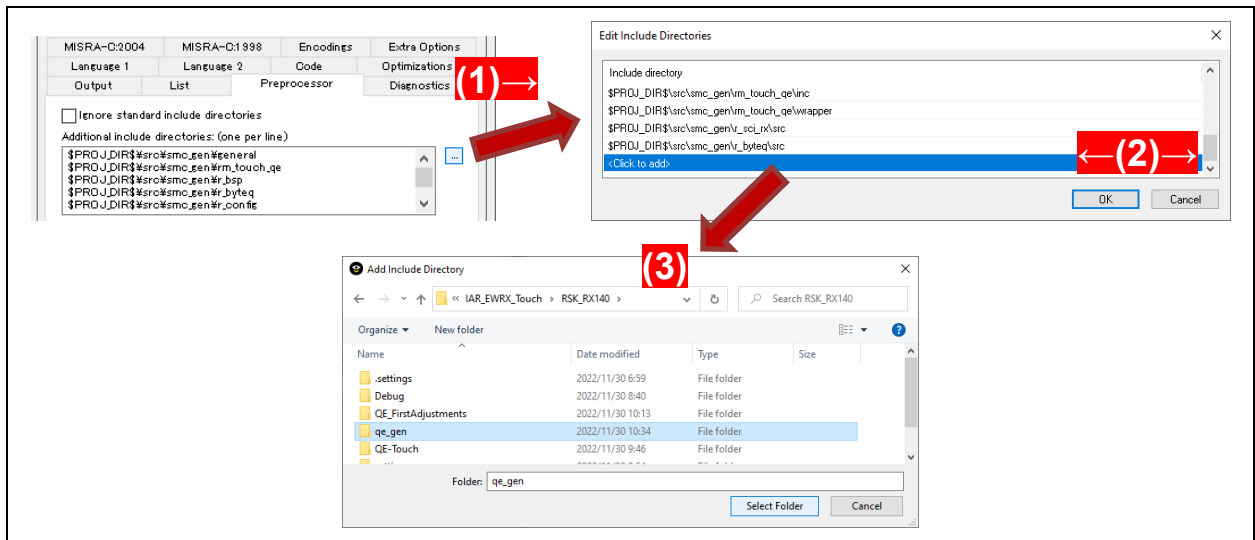 MISRA-C:2004 MISRA-C:1998 Encodings Extra Options
Language 1 Language 2 Code Optimizations
Output List Preprocessor Diagnostics
(1)→
Ignore standard include directories
Additional include directories: (one per line)
$PROJ_DIR$¥src¥smc_gen¥general
$PROJ_DIR$¥src¥smc_gen¥rm_touch_qe
$PROJ_DIR$¥src¥smc_gen¥r_bsp
$PROJ_DIR$¥src¥smc_gen¥r_byteq
$PROJ_DIR$¥src¥smc_gen¥r_config
...
Edit Include Directories
Include directory
$PROJ_DIR$\src\smc_gen\rm_touch_qe\inc
$PROJ_DIR$\src\smc_gen\rm_touch_qe\wrapper
$PROJ_DIR$\src\smc_gen\r_sci_rx\src
$PROJ_DIR$\src\smc_gen\r_byteq\src
<Click to add>
←(2)→
OK Cancel
(3)
Add Include Directory
« IAR_EWRX_Touch › RSK_RX140 › Search RSK_RX140
Organize New folder
Name Date modified Type Size
.settings 2022/11/30 6:59 File folder
Debug 2022/11/30 8:40 File folder
QE_FirstAdjustments 2022/11/30 10:13 File folder
qe_gen 2022/11/30 10:34 File folder
QE-Touch 2022/11/30 9:46 File folder
Folder: qe_gen
Select Folder Cancel